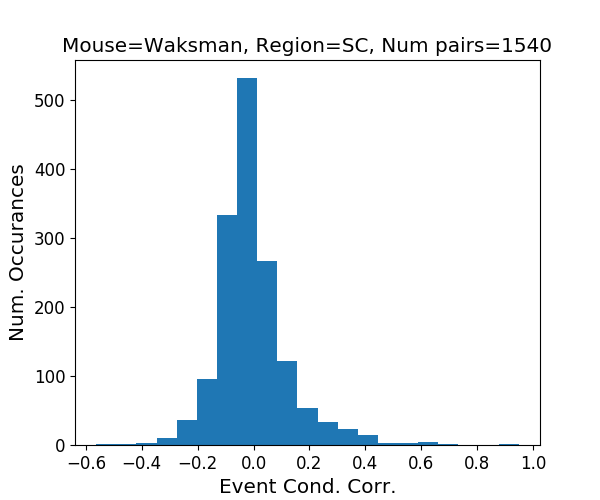 Mouse=Waksman, Region=SC, Num pairs=1540
Num. Occurances
500
400
300
200
100
0
−0.6 −0.4 −0.2 0.0 0.2 0.4 0.6 0.8 1.0
Event Cond. Corr.